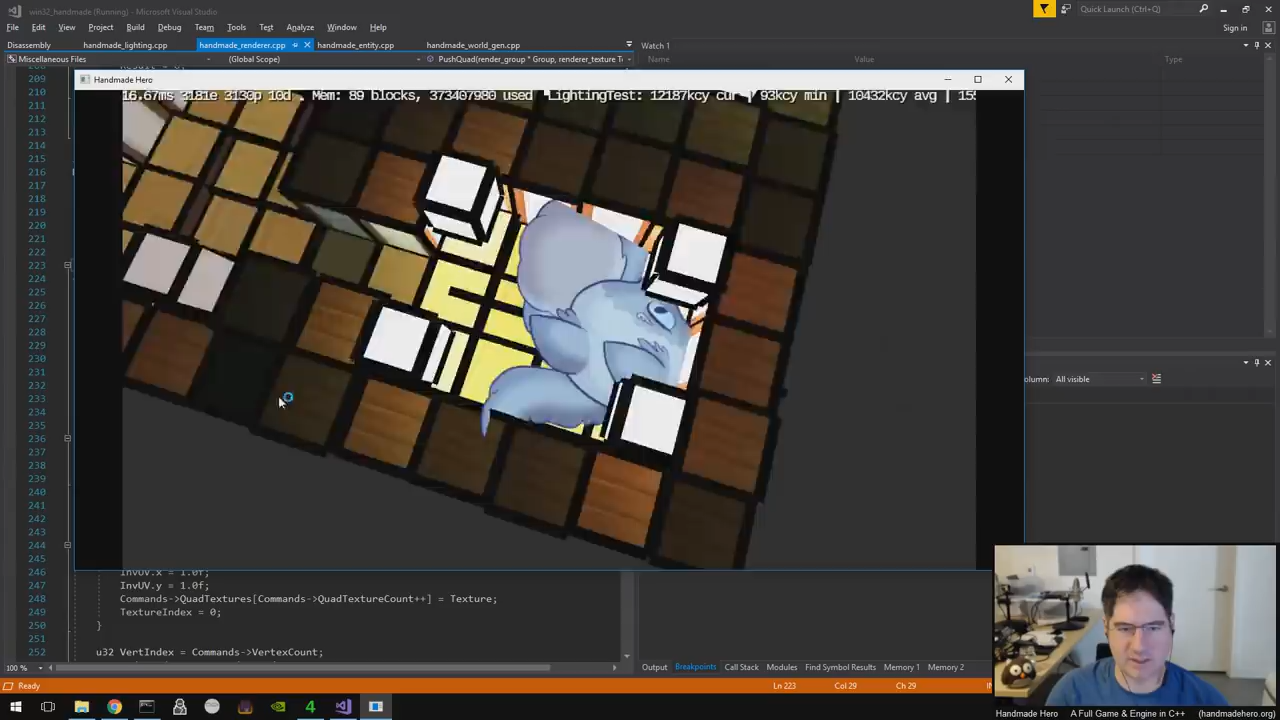 win32_handmade (Running) - Microsoft Visual Studio
Quick Launch (Ctrl+Q)
File Edit View Project Build Debug Team Tools Test Analyze Window Help
Sign in
Disassembly handmade_lighting.cpp handmade_renderer.cpp handmade_entity.cpp handmade_world_gen.cpp
Watch 1
Miscellaneous Files (Global Scope) PushQuad(render_group * Group, renderer_texture T
Name Value Type
Handmade Hero
16.67ms 3181e 3130p 10d . Mem: 89 blocks, 373407980 used LightingTest: 12187kcy cur | 93kcy min | 10432kcy avg | 155
209
210
211
212
213
214
215
216
217
218
219
220
221
222
223
224
225
226
227
228
229
230
231
232
233
234
235
236
237
238
239
240
241
242
243
244
245
Column: All visible
246 InvUV.x = 1.0f;
247 InvUV.y = 1.0f;
248 Commands->QuadTextures[Commands->QuadTextureCount++] = Texture;
249 TextureIndex = 0;
250 }
251
252 u32 VertIndex = Commands->VertexCount;
100 %
Output Breakpoints Call Stack Modules Find Symbol Results Memory 1 Memory 2
Ready Ln 223 Col 29 Ch 29
Handmade Hero A Full Game & Engine in C++ (handmadehero.org)